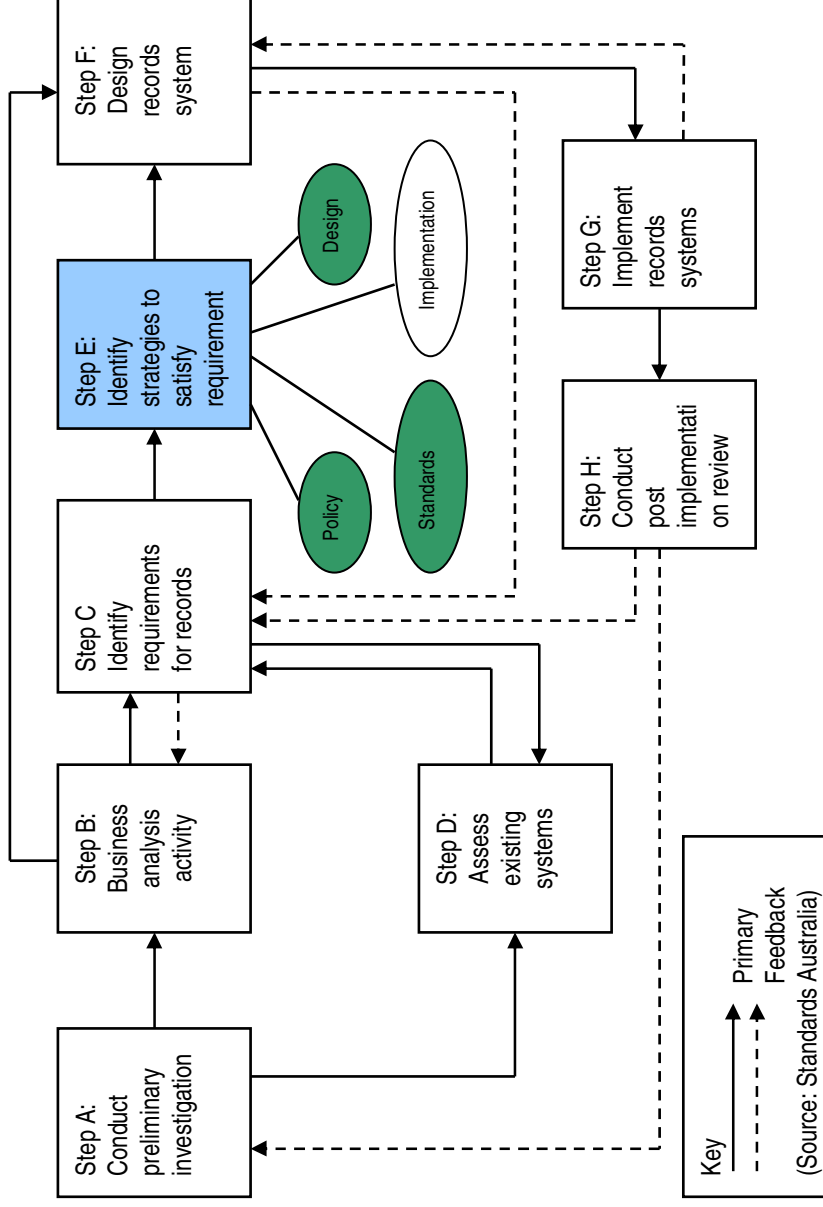 Step A:
Conduct
preliminary
investigation
Step B:
Business
analysis
activity
Step C
Identify
requirements
for records
Step D:
Assess
existing
systems
Step E:
Identify
strategies to
satisfy
requirement
Policy
Standards
Implementation
Design
Step F:
Design
records
system
Step G:
Implement
records
systems
Step H:
Conduct
post
implementati
on review
Key
Primary
Feedback
(Source: Standards Australia)